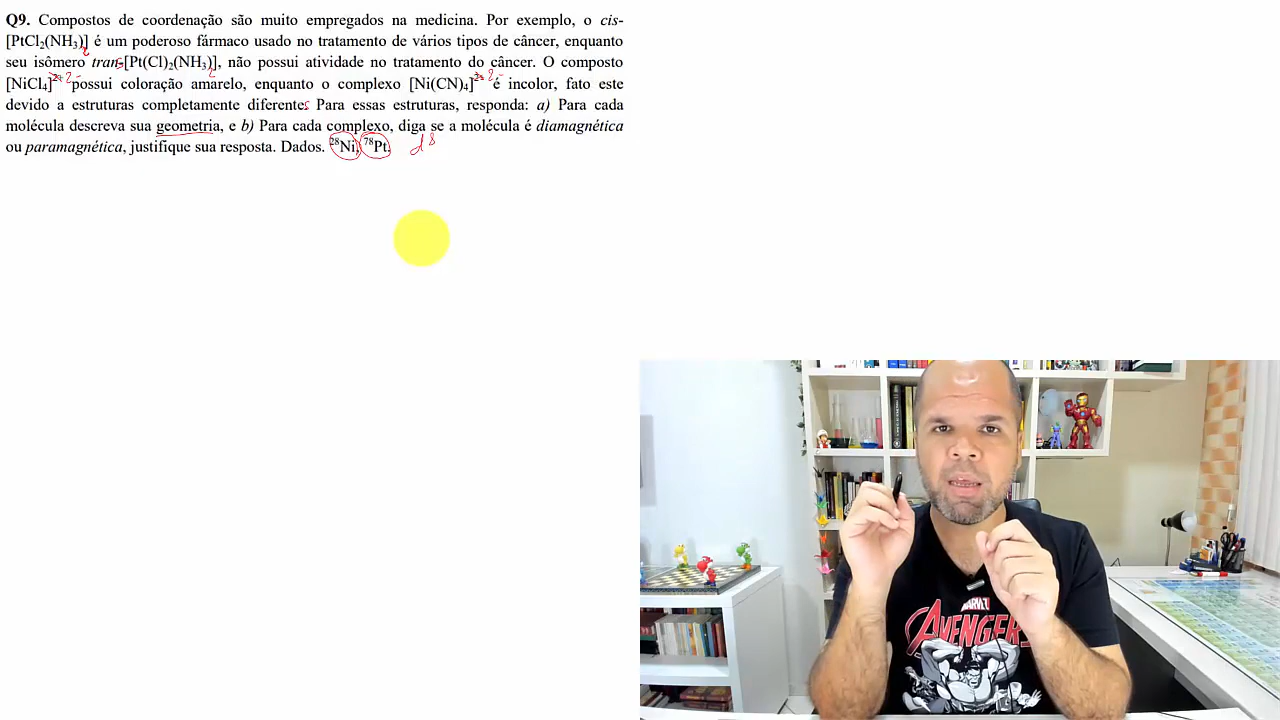 Q9. Compostos de coordenação são muito empregados na medicina. Por exemplo, o cis-
[PtCl2(NH3)]2 é um poderoso fármaco usado no tratamento de vários tipos de câncer, enquanto
seu isômero trans-[Pt(Cl)2(NH3)2], não possui atividade no tratamento do câncer. O composto
[NiCl4]2- possui coloração amarelo, enquanto o complexo [Ni(CN)4]2- é incolor, fato este
devido a estruturas completamente diferentes Para essas estruturas, responda: a) Para cada
molécula descreva sua geometria, e b) Para cada complexo, diga se a molécula é diamagnética
ou paramagnética, justifique sua resposta. Dados. 28Ni, 78Pt. d8
MARVEL
AVENGERS